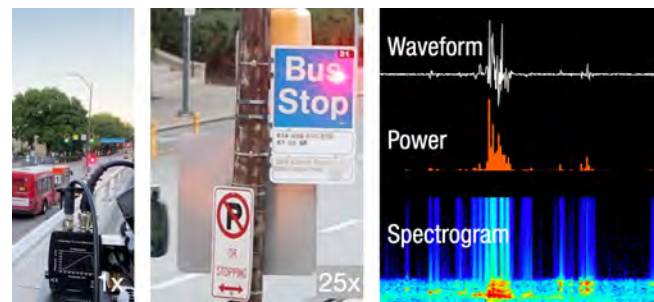 1x
Bus
Stop
P
OR
STOPPING
25x
Waveform
Power
Spectrogram